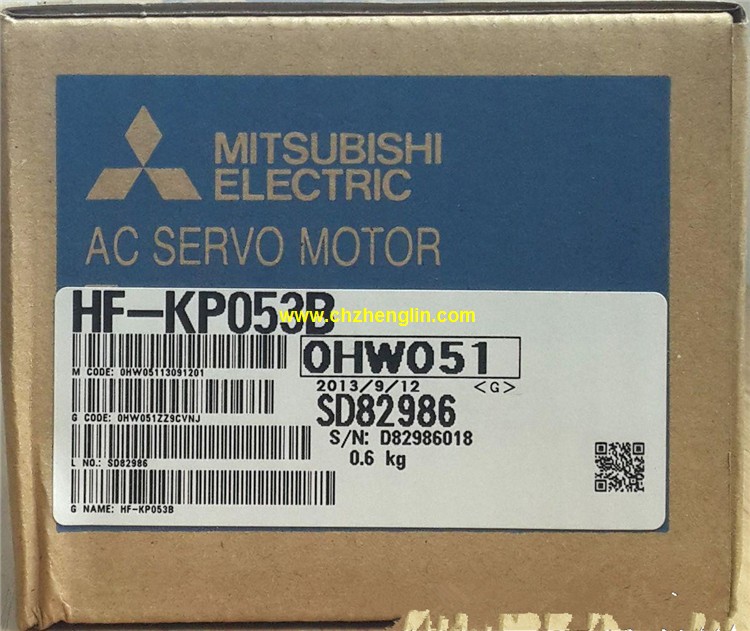 MITSUBISHI
ELECTRIC
AC SERVO MOTOR
HF-KP053B
www.chzhenglin.com
M CODE: 0HW05113091201
0HW051
2013/9/12 <G>
G CODE: 0HW051ZZ9CVNJ
SD82986
S/N: D82986018
L NO.: SD82986
0.6 kg
G NAME: HF-KP053B